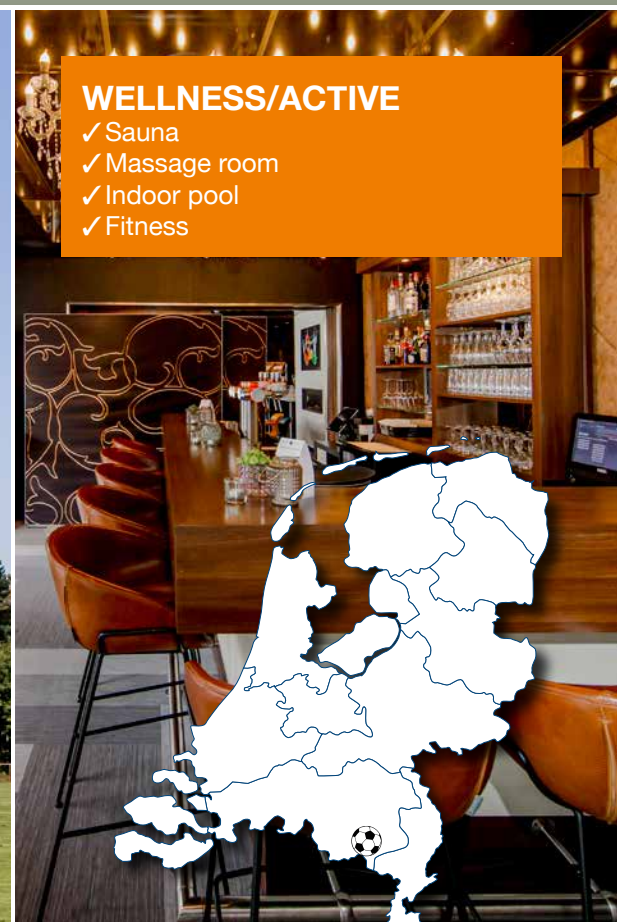 WELLNESS/ACTIVE
✓Sauna
✓Massage room
✓Indoor pool
✓Fitness